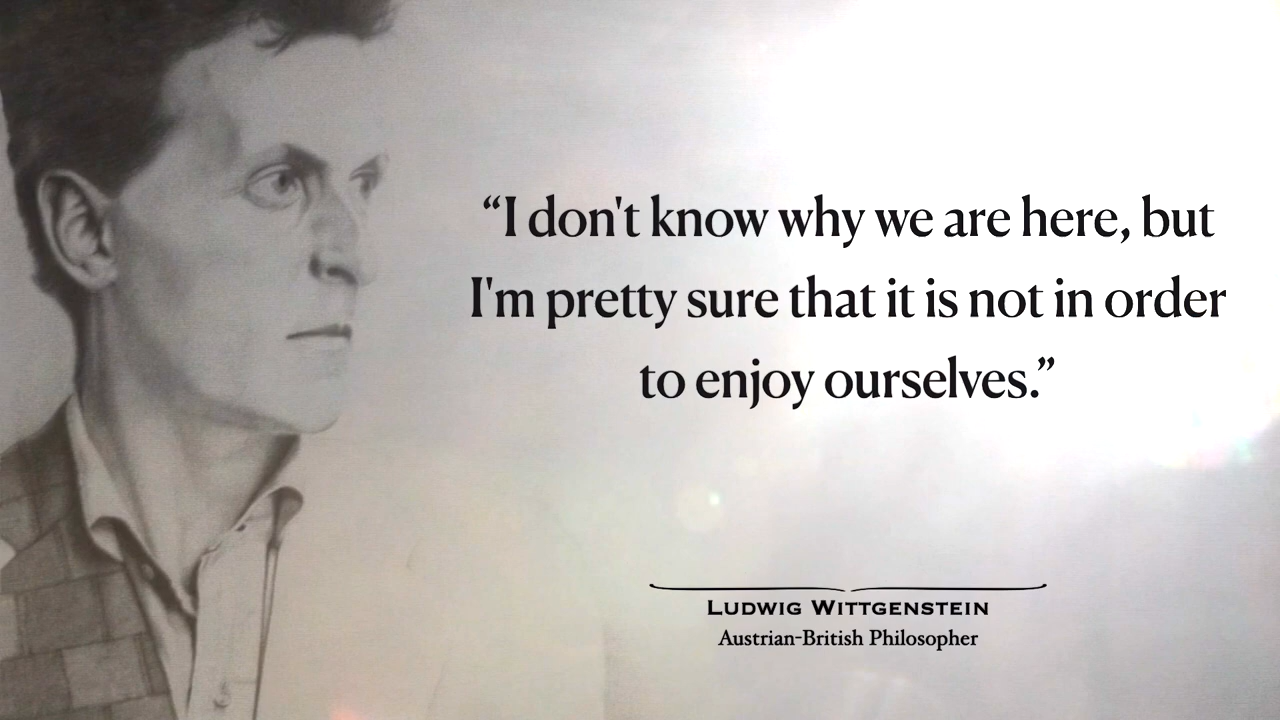 “I don't know why we are here, but
I'm pretty sure that it is not in order
to enjoy ourselves.”
Ludwig Wittgenstein
Austrian-British Philosopher